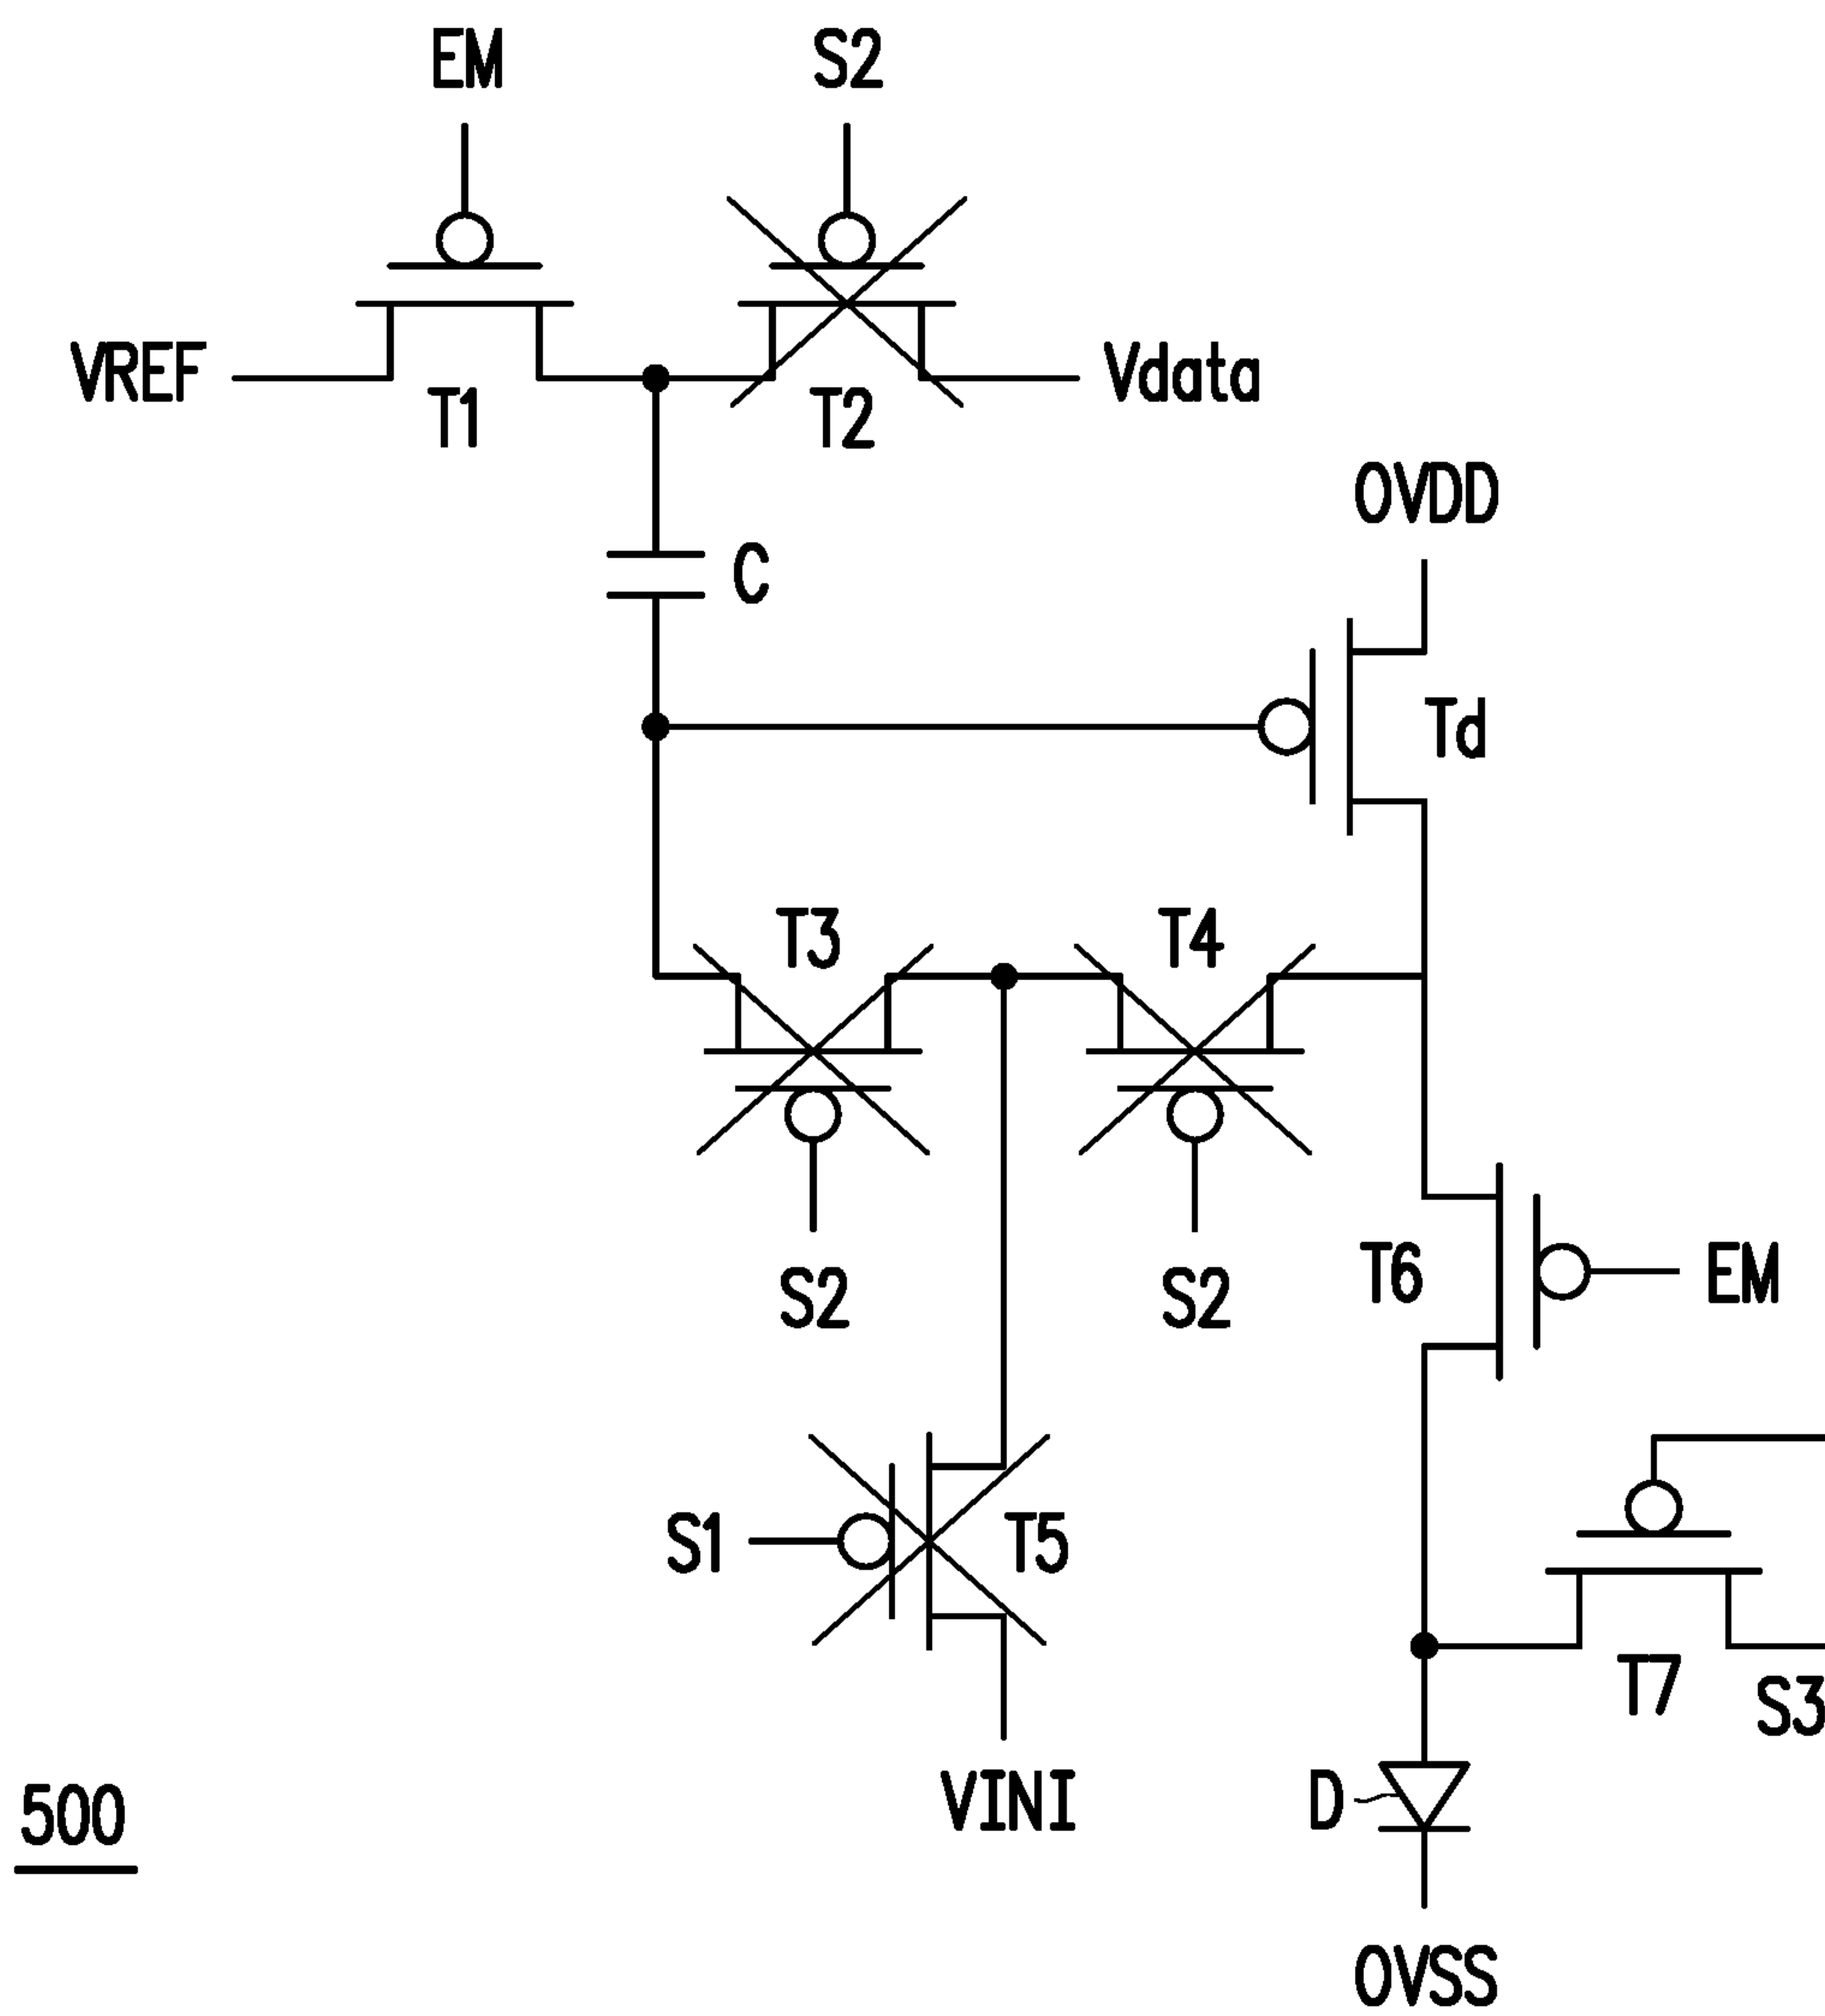 EM S2
VREF T1 T2 Vdata
OVDD
C
Td
T3 T4
S2 S2
T6 EM
S1 T5
T7 S3
VINI D
500
OVSS